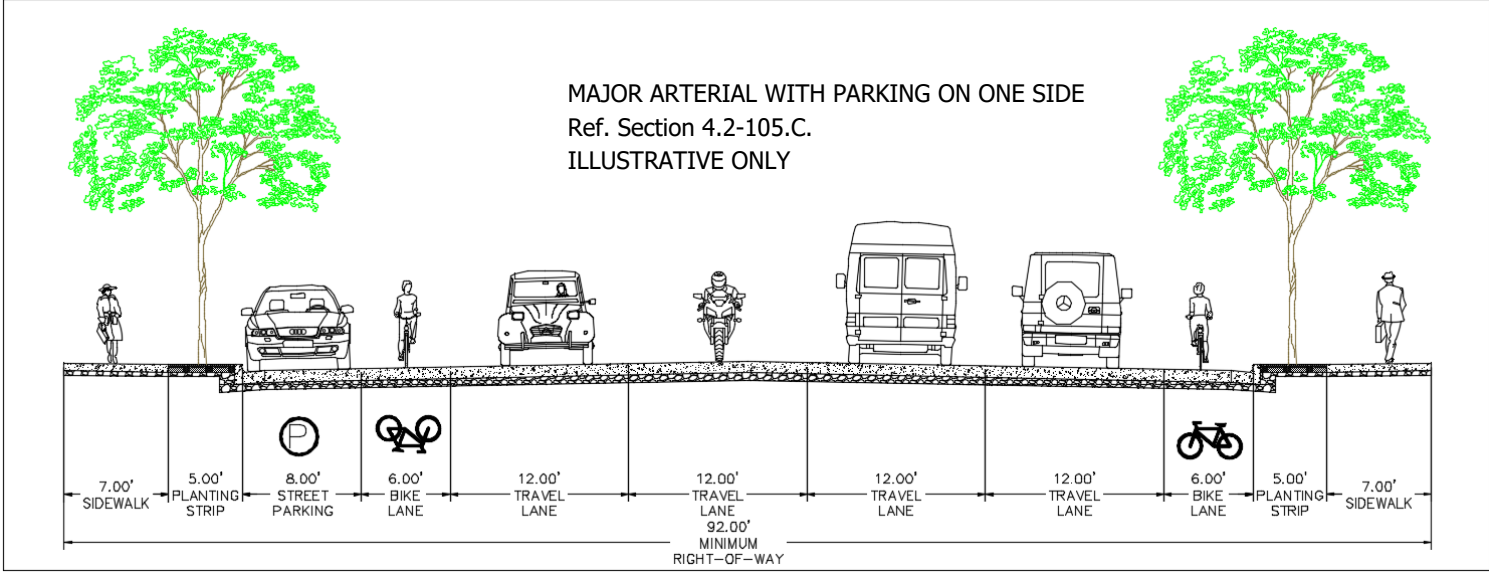 MAJOR ARTERIAL WITH PARKING ON ONE SIDE
Ref. Section 4.2-105.C.
ILLUSTRATIVE ONLY
P
7.00'
SIDEWALK
5.00'
PLANTING
STRIP
8.00'
STREET
PARKING
6.00'
BIKE
LANE
12.00'
TRAVEL
LANE
12.00'
TRAVEL
LANE
12.00'
TRAVEL
LANE
12.00'
TRAVEL
LANE
6.00'
BIKE
LANE
5.00'
PLANTING
STRIP
7.00'
SIDEWALK
92.00'
MINIMUM
RIGHT-OF-WAY